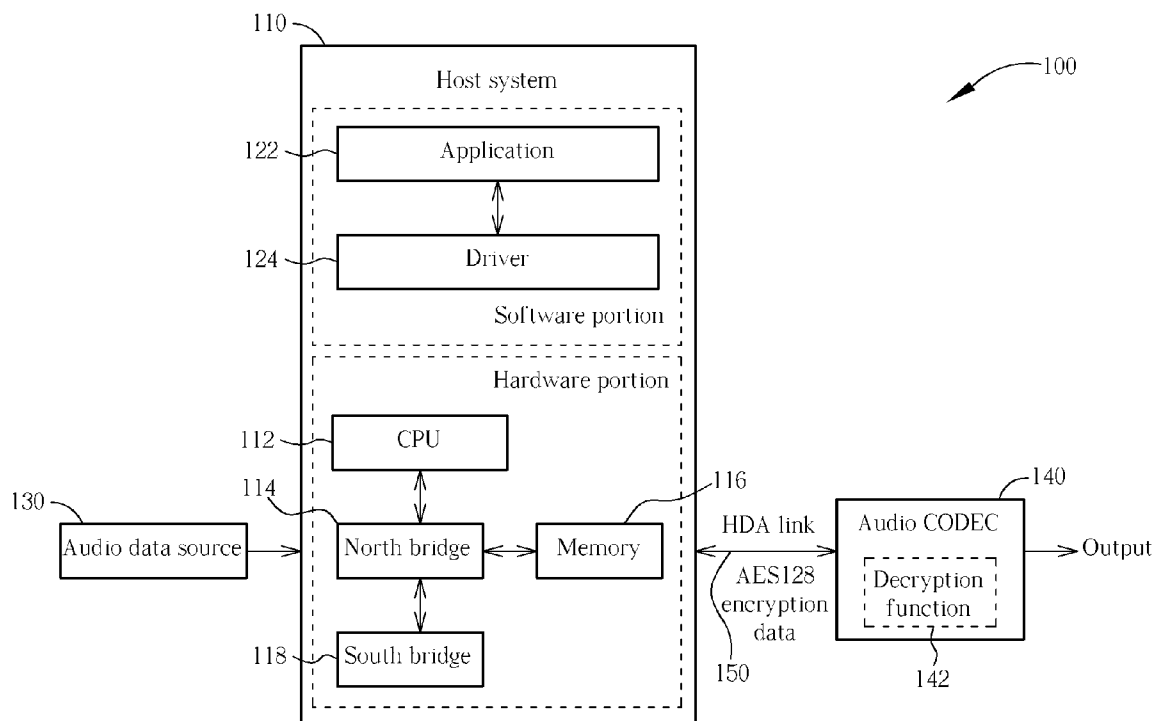 110
Host system
100
122
Application
124
Driver
Software portion
Hardware portion
112
CPU
130
114
116
140
Audio data source
North bridge
Memory
HDA link
Audio CODEC
Output
AES128
encryption
data
Decryption
function
118
South bridge
150
142